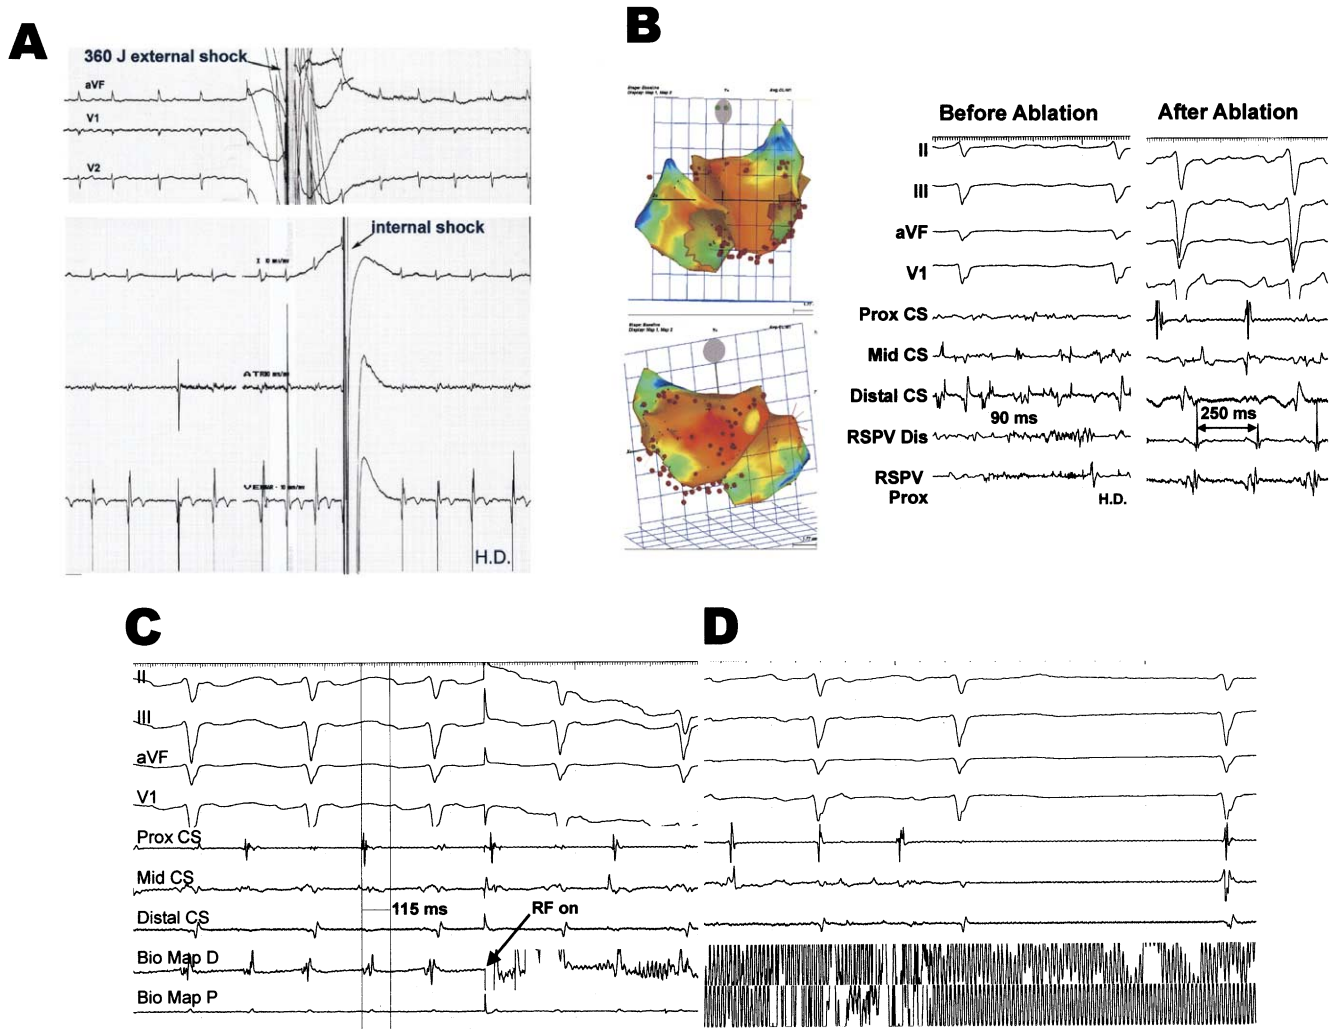 A
360 J external shock
aVF
V1
V2
internal shock
H.D.
B
Before Ablation
After Ablation
II
III
aVF
V1
Prox CS
Mid CS
Distal CS
90 ms
250 ms
RSPV Dis
RSPV
Prox
H.D.
C
II
III
aVF
V1
Prox CS
Mid CS
115 ms
Distal CS
RF on
Bio Map D
Bio Map P
D